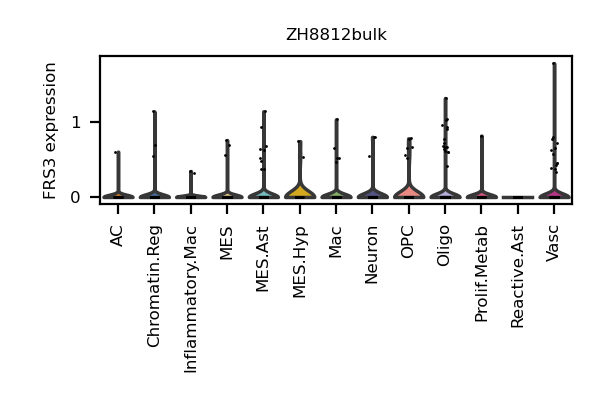 ZH8812bulk
FRS3 expression
1
0
AC
Chromatin.Reg
Inflammatory.Mac
MES
MES.Ast
MES.Hyp
Mac
Neuron
OPC
Oligo
Prolif.Metab
Reactive.Ast
Vasc